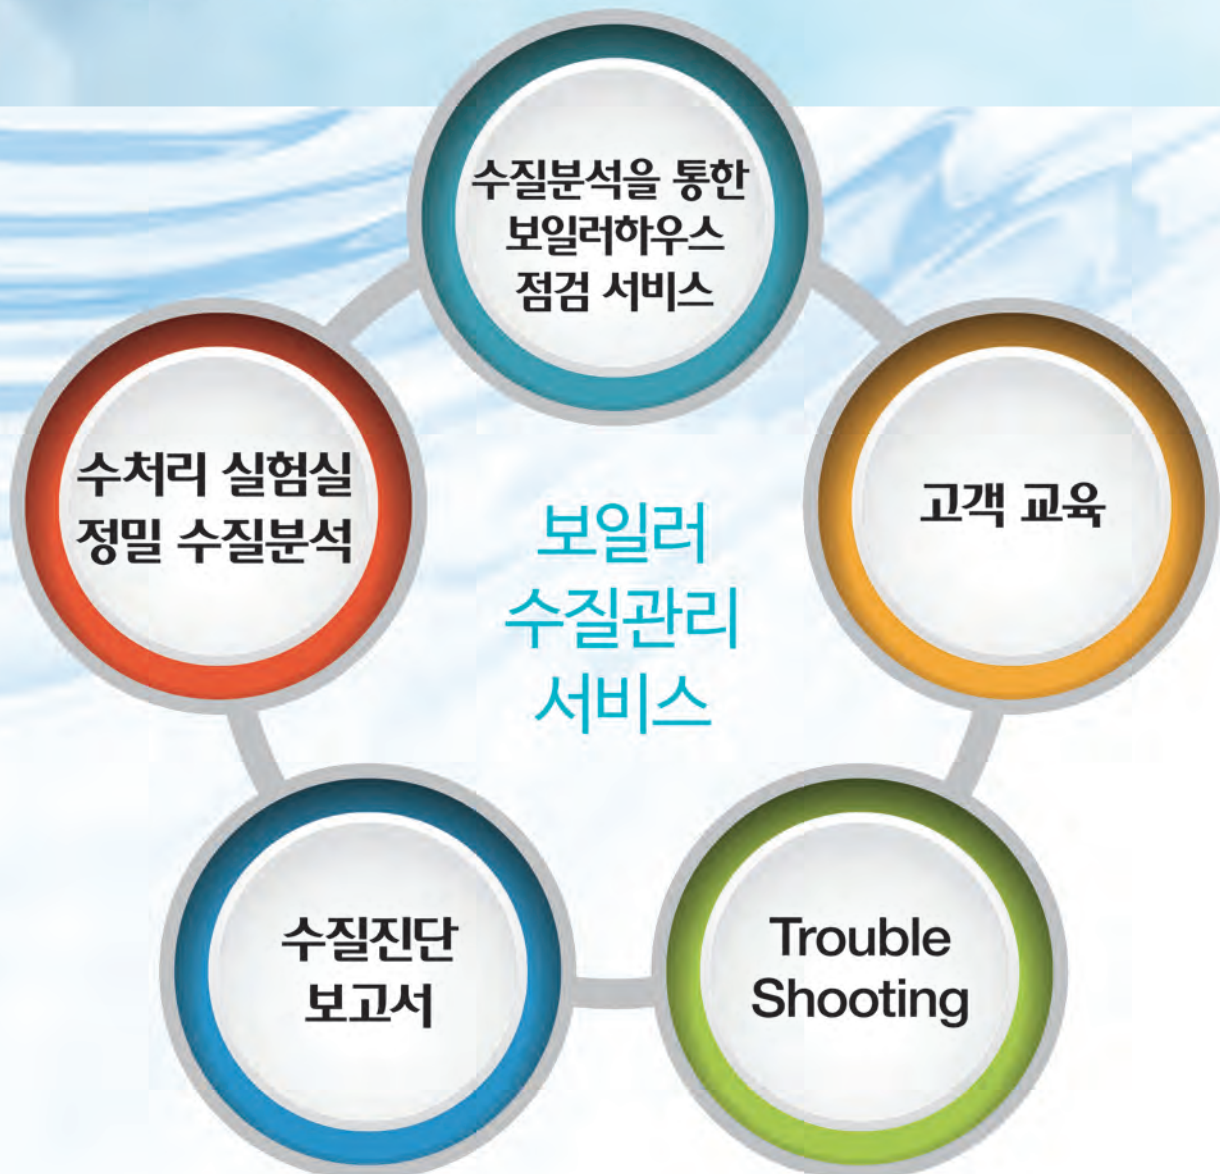 수질분석을 통한
보일러하우스
점검 서비스
수처리 실험실
정밀 수질분석
고객 교육
보일러
수질관리
서비스
수질진단
보고서
Trouble
Shooting